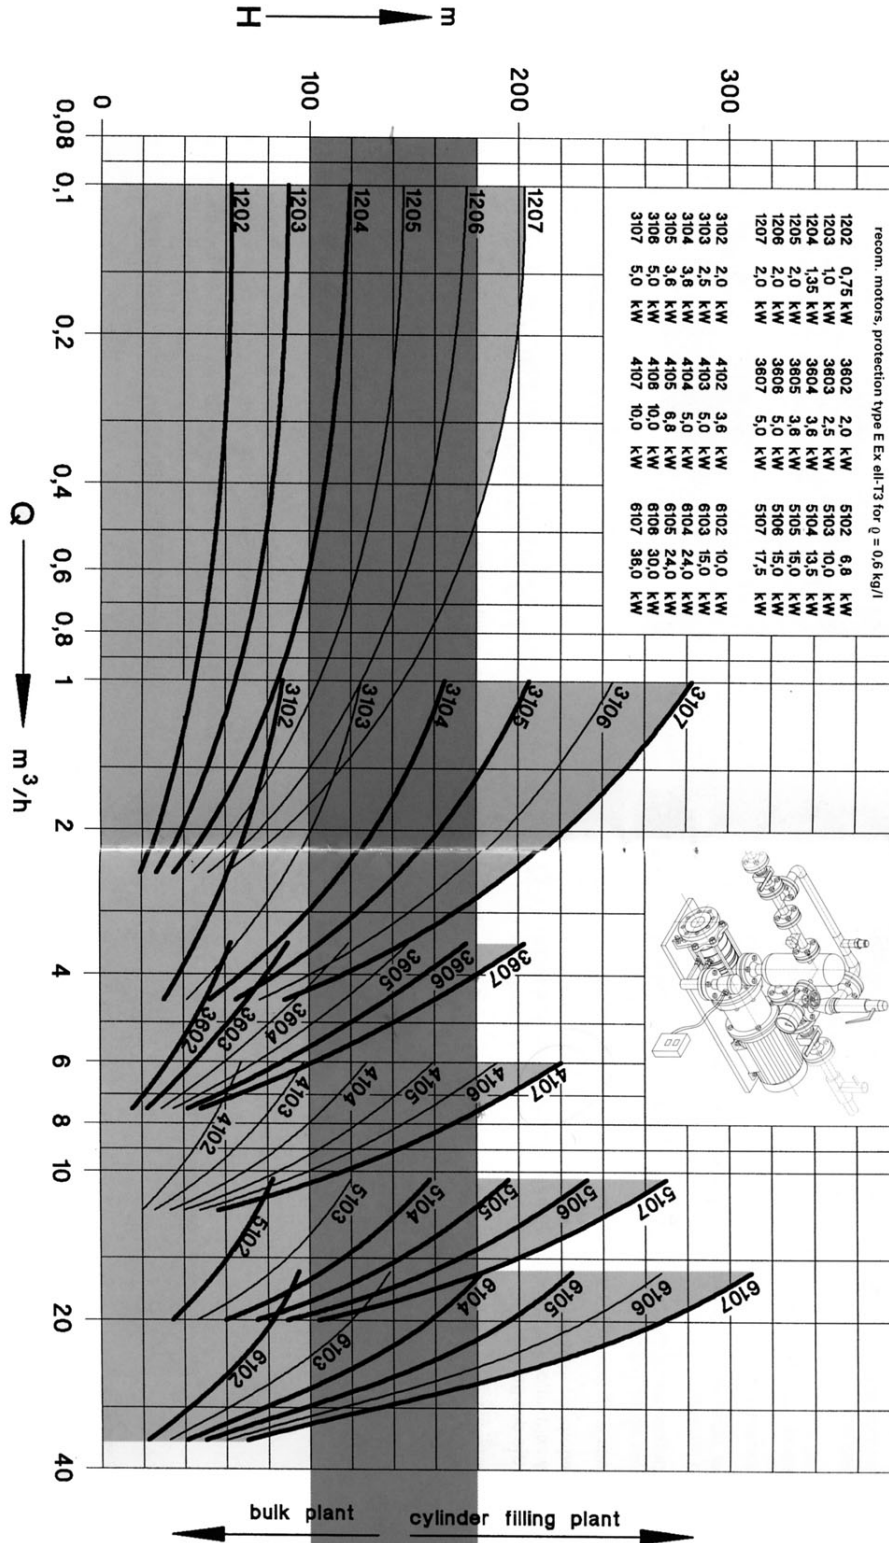 recom. motors, protection type E Ex eII-T3 for ϱ = 0,6 kg/l
1202 0,75 kW 3602 2,0 kW 5102 6,8 kW
1203 1,0 kW 3603 2,5 kW 5103 10,0 kW
1204 1,35 kW 3604 3,6 kW 5104 13,5 kW
1205 2,0 kW 3605 3,6 kW 5105 15,0 kW
1206 2,0 kW 3606 5,0 kW 5106 15,0 kW
1207 2,0 kW 3607 5,0 kW 5107 17,5 kW
3102 2,0 kW 4102 3,6 kW 6102 10,0 kW
3103 2,5 kW 4103 5,0 kW 6103 15,0 kW
3104 3,6 kW 4104 5,0 kW 6104 24,0 kW
3105 3,6 kW 4105 6,8 kW 6105 24,0 kW
3106 5,0 kW 4106 10,0 kW 6106 30,0 kW
3107 5,0 kW 4107 10,0 kW 6107 36,0 kW
m
H
300
200
100
0
1207
1206
1205
1204
1203
1202
3107
3106
3105
3104
3103
3102
3607
3606
3605
3604
3603
3602
4107
4106
4105
4104
4103
4102
5107
5106
5105
5104
5103
5102
6107
6106
6105
6104
6103
6102
cylinder filling plant
bulk plant
0,08
0,1
0,2
0,4
0,6
0,8
1
2
4
6
8
10
20
40
Q
m³/h